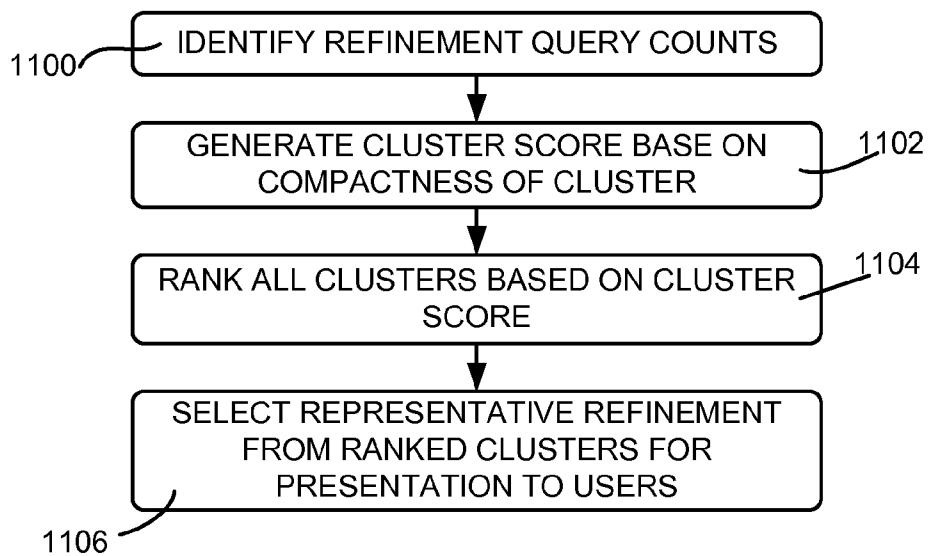 IDENTIFY REFINEMENT QUERY COUNTS
1100
GENERATE CLUSTER SCORE BASE ON
COMPACTNESS OF CLUSTER
1102
RANK ALL CLUSTERS BASED ON CLUSTER
SCORE
1104
SELECT REPRESENTATIVE REFINEMENT
FROM RANKED CLUSTERS FOR
PRESENTATION TO USERS
1106